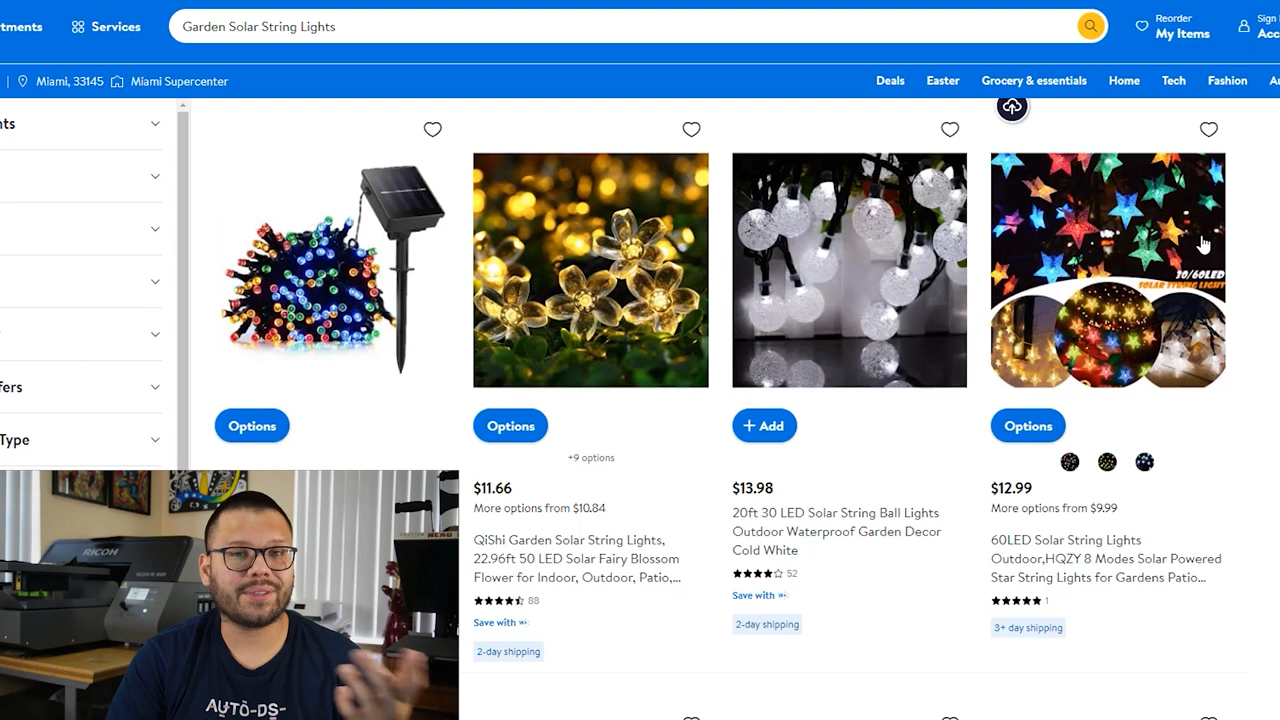 Services
Garden Solar String Lights
Reorder
My Items
Sign
Miami, 33145
Miami Supercenter
Deals
Easter
Grocery & essentials
Home
Tech
Fashion
Type
30/60LED
SOLAR STRING LIGHT
Options
Options
+ Add
Options
+9 options
$11.66
More options from $10.84
QiShi Garden Solar String Lights,
22.96ft 50 LED Solar Fairy Blossom
Flower for Indoor, Outdoor, Patio,...
88
Save with
2-day shipping
$13.98
20ft 30 LED Solar String Ball Lights
Outdoor Waterproof Garden Decor
Cold White
52
Save with
2-day shipping
$12.99
More options from $9.99
60LED Solar String Lights
Outdoor,HQZY 8 Modes Solar Powered
Star String Lights for Gardens Patio...
1
3+ day shipping
RICOH
AUTO-DS-